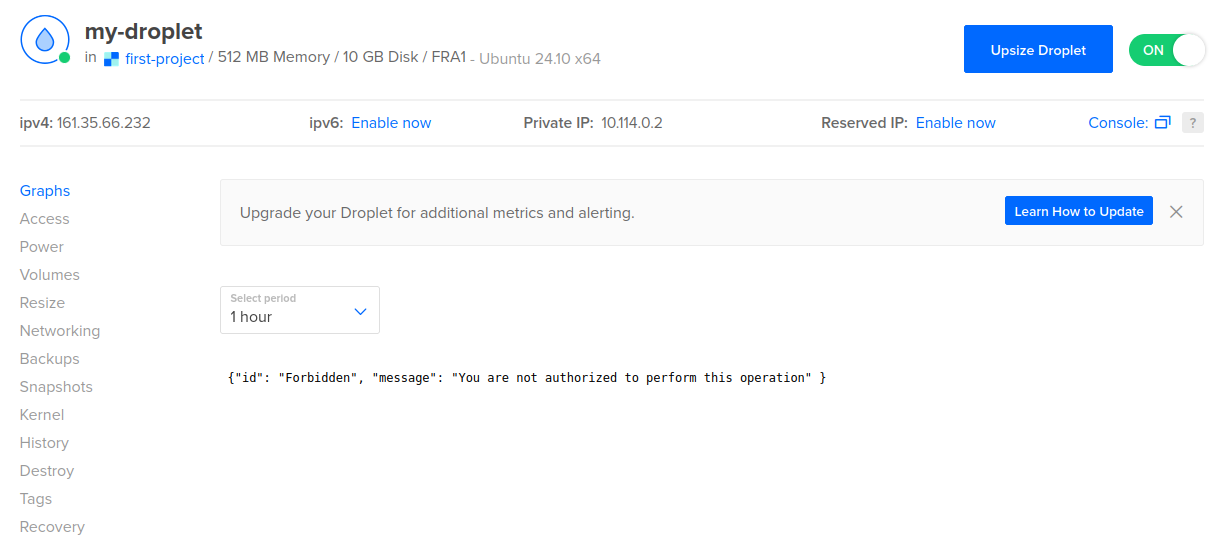 my-droplet
in first-project / 512 MB Memory / 10 GB Disk / FRA1 - Ubuntu 24.10 x64
Upsize Droplet
ON
ipv4: 161.35.66.232 ipv6: Enable now Private IP: 10.114.0.2 Reserved IP: Enable now Console: ?
Graphs
Access
Power
Volumes
Resize
Networking
Backups
Snapshots
Kernel
History
Destroy
Tags
Recovery
Upgrade your Droplet for additional metrics and alerting.
Learn How to Update
Select period
1 hour
{"id": "Forbidden", "message": "You are not authorized to perform this operation" }